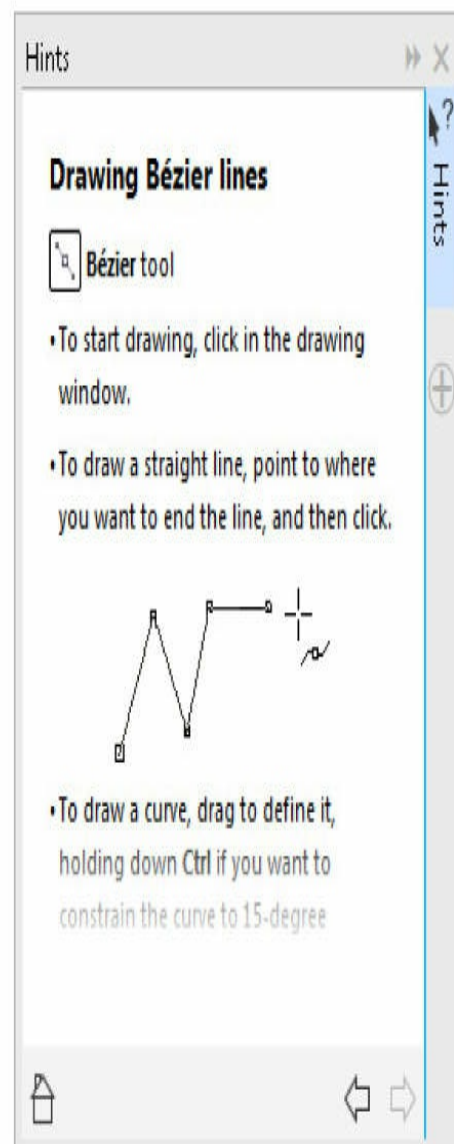 Hints
Hints
Drawing Bézier lines
Bézier tool
•To start drawing, click in the drawing
window.
•To draw a straight line, point to where
you want to end the line, and then click.
•To draw a curve, drag to define it,
holding down Ctrl if you want to
constrain the curve to 15-degree